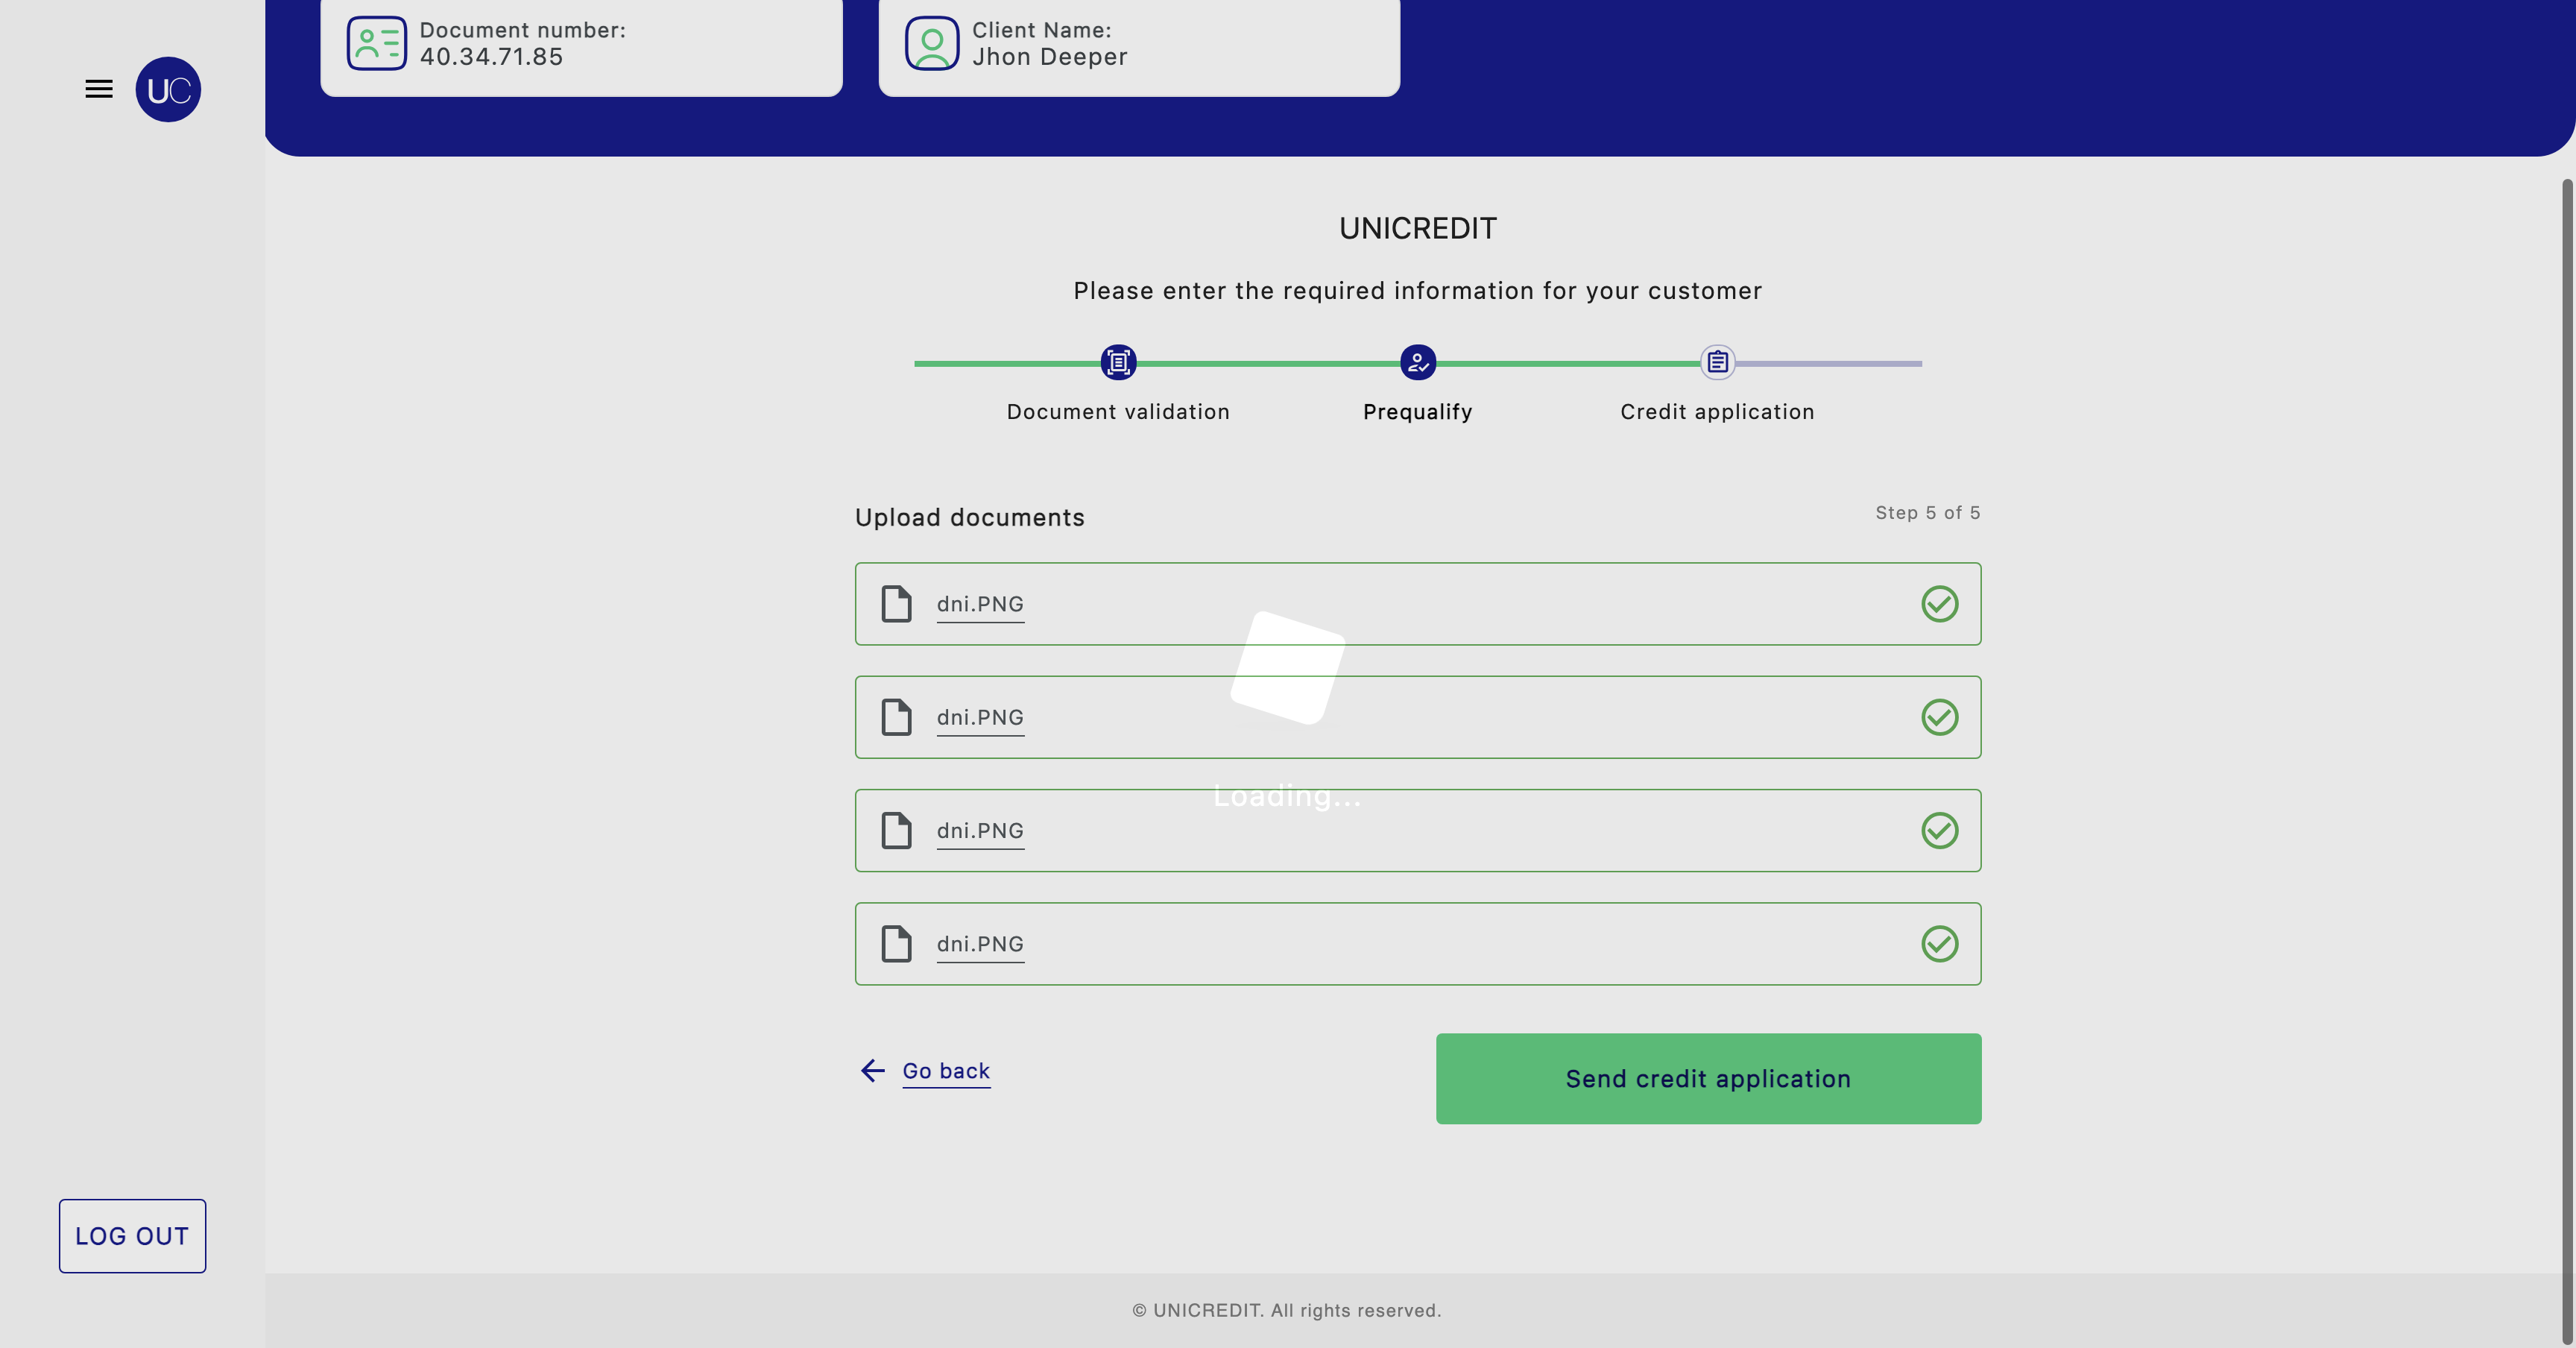 Document number:
40.34.71.85
Client Name:
Jhon Deeper
UC
UNICREDIT
Please enter the required information for your customer
Document validation
Prequalify
Credit application
Upload documents
Step 5 of 5
dni.PNG
dni.PNG
Loading...
dni.PNG
dni.PNG
Go back
Send credit application
LOG OUT
© UNICREDIT. All rights reserved.